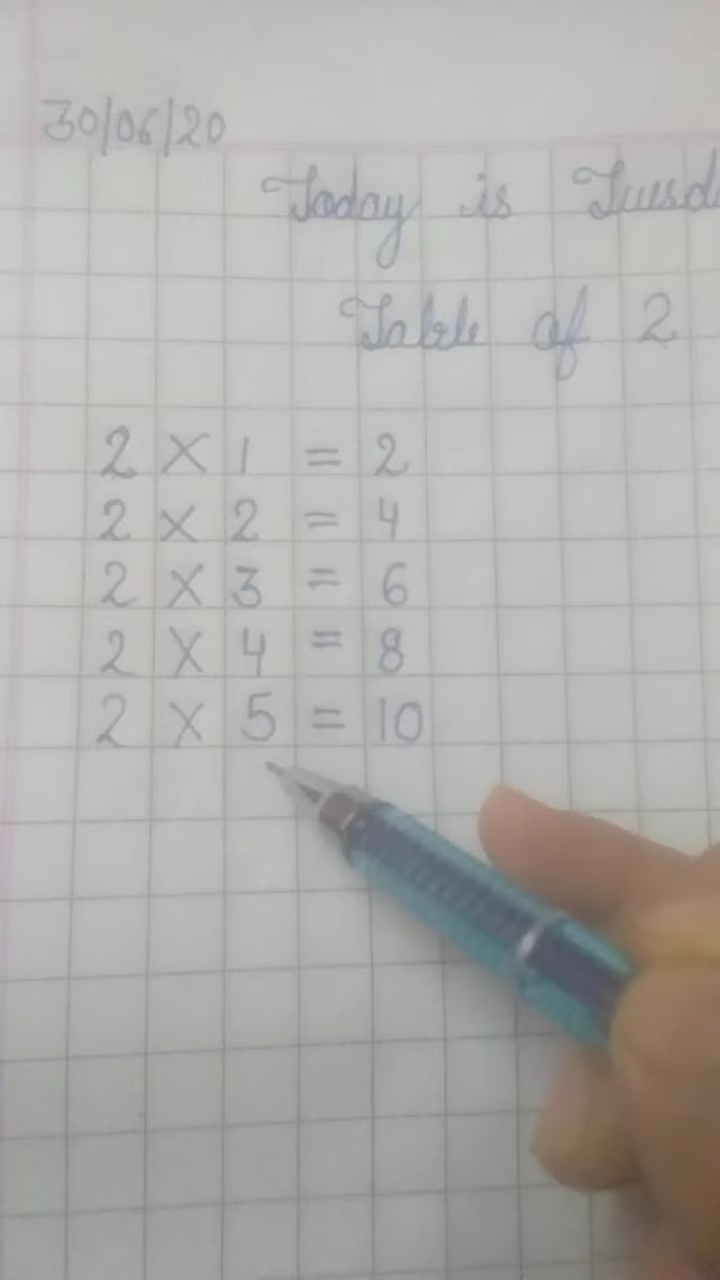 30/06/20
Today is Tuesd
Table of 2
2 × 1 = 2
2 × 2 = 4
2 × 3 = 6
2 × 4 = 8
2 × 5 = 10